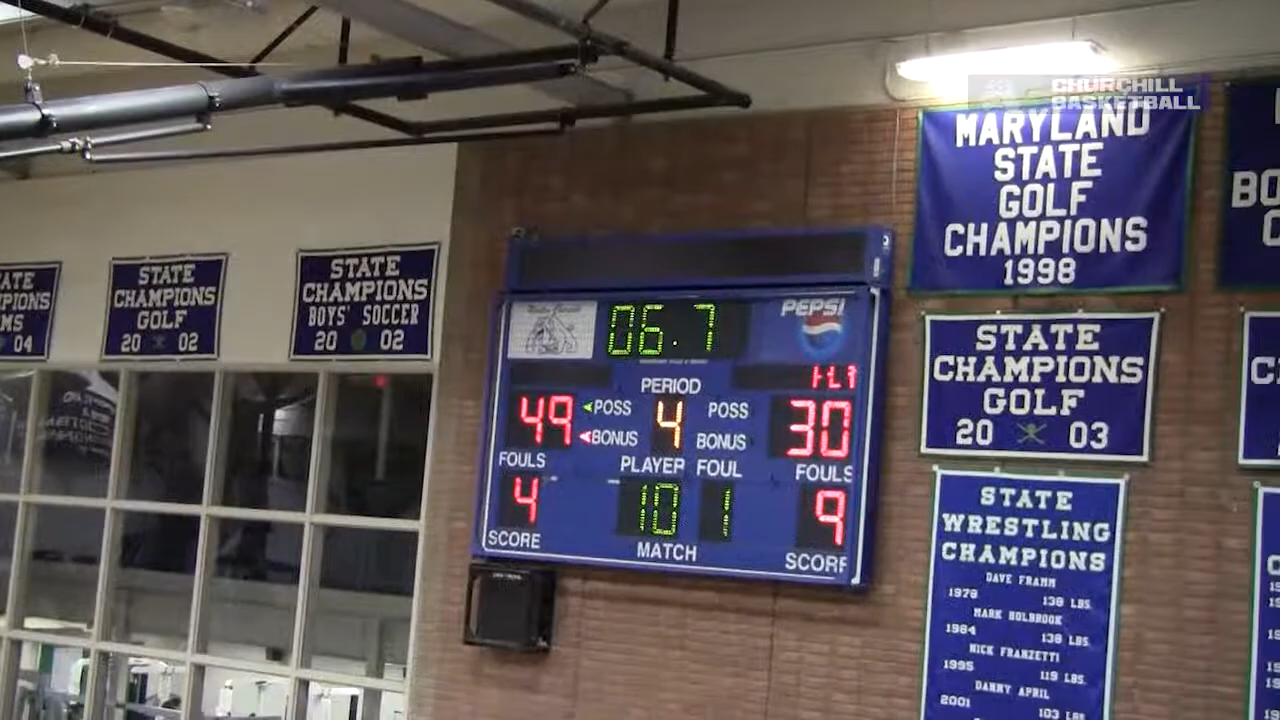 CHURCHILL
BASKETBALL
MARYLAND
STATE
GOLF
CHAMPIONS
1998
STATE
CHAMPIONS
GOLF
20 02
STATE
CHAMPIONS
BOYS' SOCCER
20 02
04
06.7
PEPSI
PERIOD
49 POSS 4 POSS 30
BONUS BONUS
FOULS PLAYER FOUL FOULS
4 10 1 9
SCORE MATCH SCORE
STATE
CHAMPIONS
GOLF
20 03
STATE
WRESTLING
CHAMPIONS
DAVE FRAMM
1978 138 LBS.
MARK HOLBROOK
1984 138 LBS.
NICK FRANZETTI
1995 119 LBS.
DANNY APRIL
2001 103 LBS